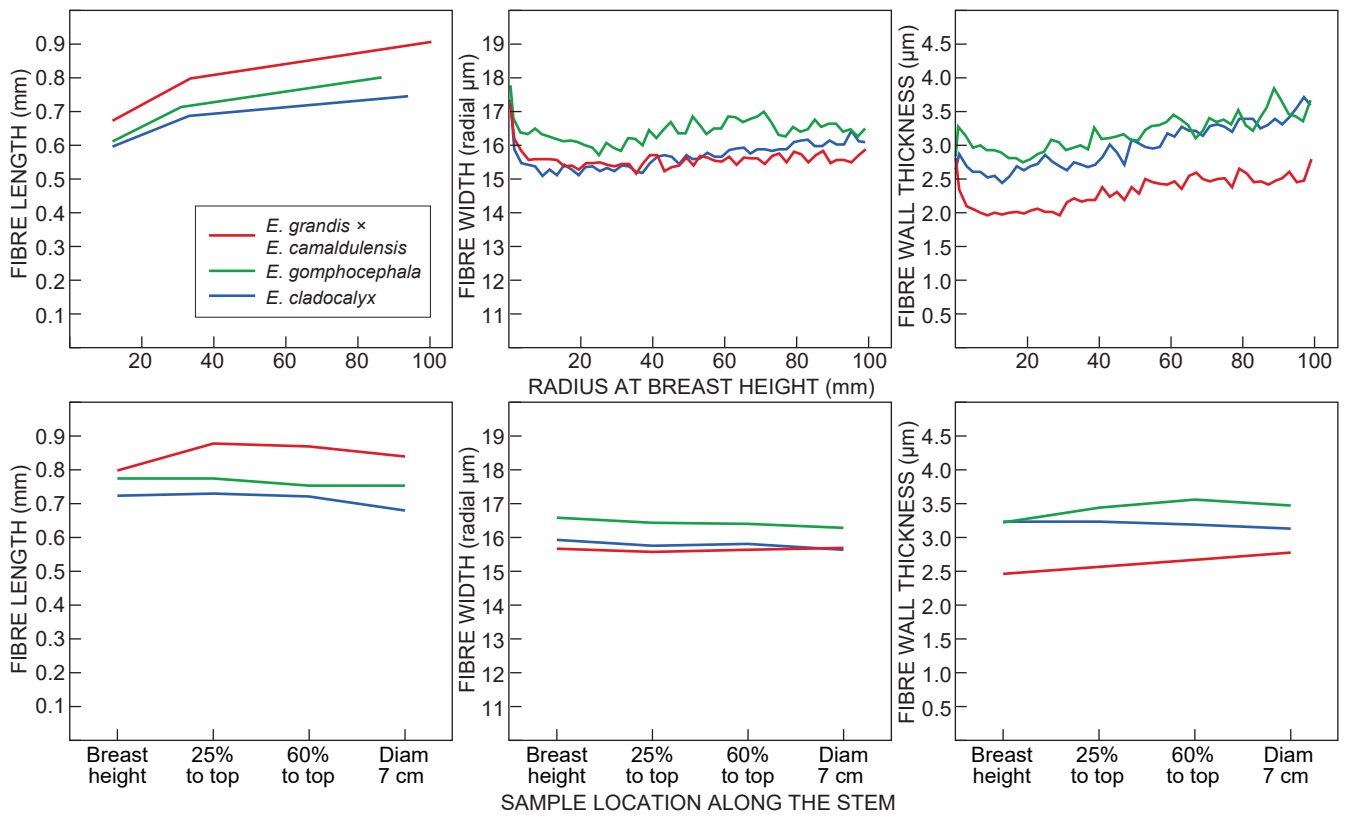 FIBRE LENGTH (mm)
0.9
0.8
0.7
0.6
0.5
0.4
0.3
0.2
0.1
E. grandis ×
E. camaldulensis
E. gomphocephala
E. cladocalyx
20
40
60
80
100
FIBRE WIDTH (radial µm)
19
18
17
16
15
14
13
12
11
20
40
60
80
100
FIBRE WALL THICKNESS (µm)
4.5
4.0
3.5
3.0
2.5
2.0
1.5
1.0
0.5
20
40
60
80
100
RADIUS AT BREAST HEIGHT (mm)
FIBRE LENGTH (mm)
0.9
0.8
0.7
0.6
0.5
0.4
0.3
0.2
0.1
Breast
height
25%
to top
60%
to top
Diam
7 cm
FIBRE WIDTH (radial µm)
19
18
17
16
15
14
13
12
11
Breast
height
25%
to top
60%
to top
Diam
7 cm
FIBRE WALL THICKNESS (µm)
4.5
4.0
3.5
3.0
2.5
2.0
1.5
1.0
0.5
Breast
height
25%
to top
60%
to top
Diam
7 cm
SAMPLE LOCATION ALONG THE STEM